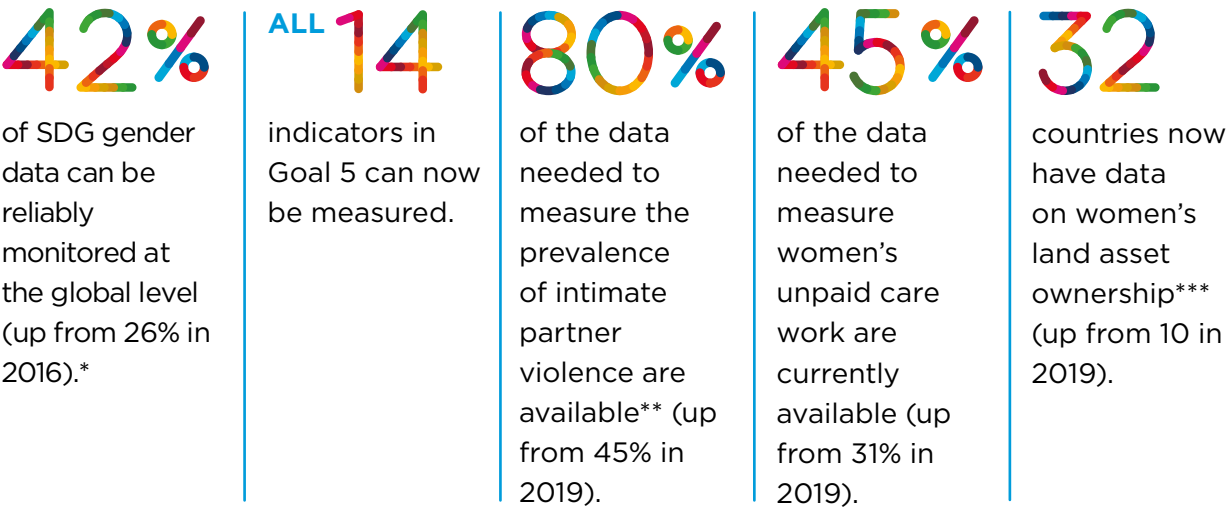 42%
of SDG gender
data can be
reliably
monitored at
the global level
(up from 26% in
2016).*
ALL 14
indicators in
Goal 5 can now
be measured.
80%
of the data
needed to
measure the
prevalence
of intimate
partner
violence are
available** (up
from 45% in
2019).
45%
of the data
needed to
measure
women’s
unpaid care
work are
currently
available (up
from 31% in
2019).
32
countries now
have data
on women’s
land asset
ownership***
(up from 10 in
2019).